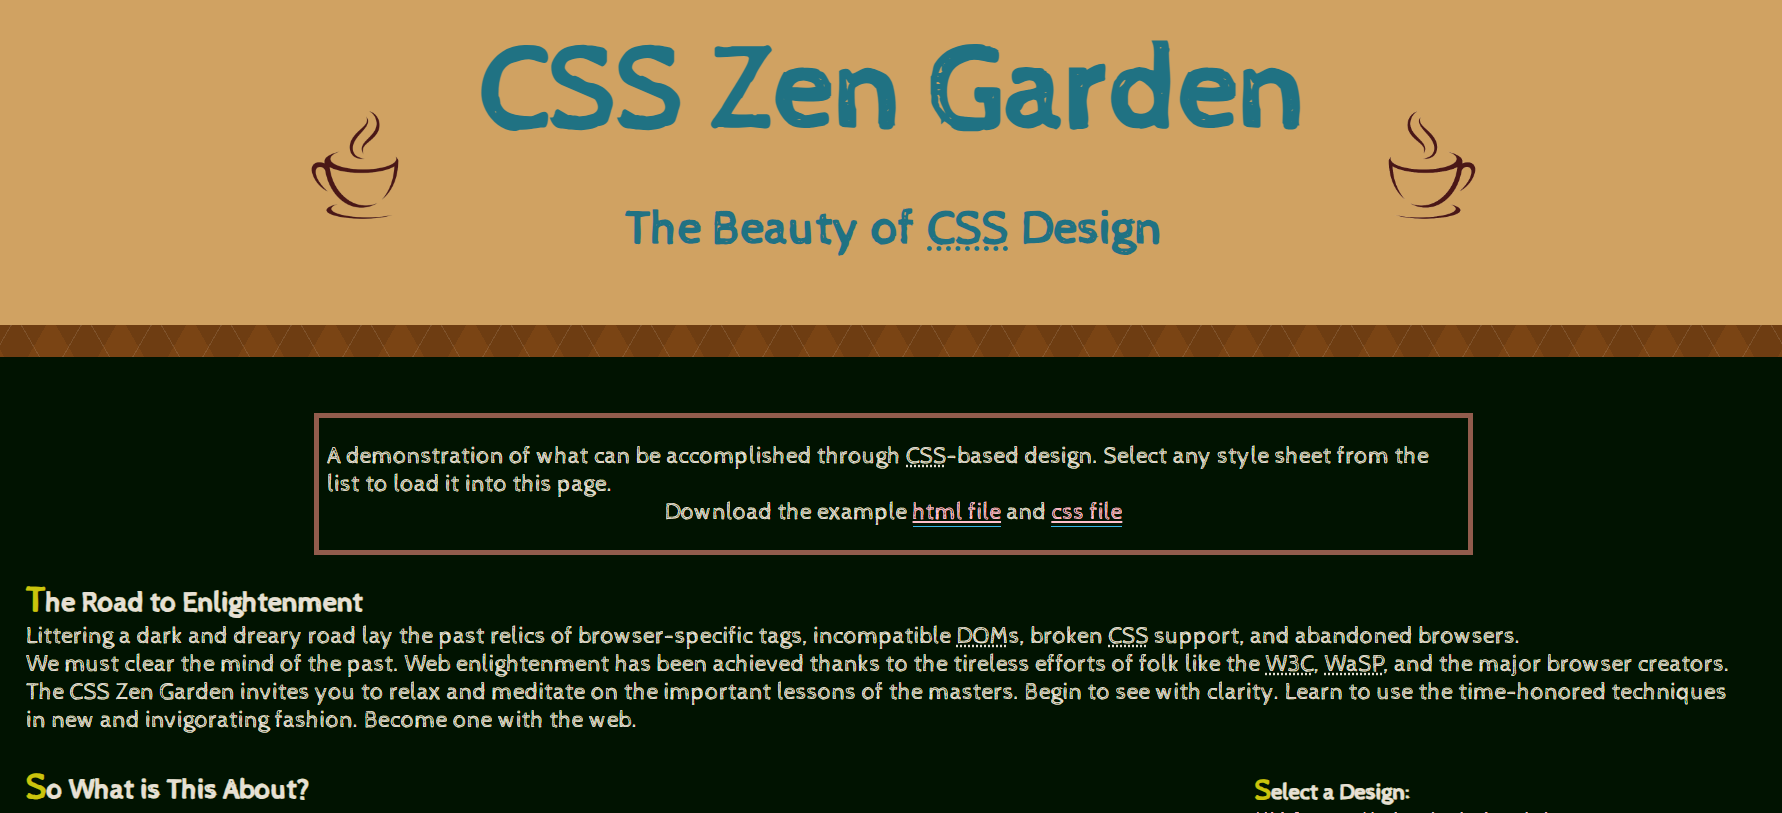 CSS Zen Garden
The Beauty of CSS Design
A demonstration of what can be accomplished through CSS-based design. Select any style sheet from the
list to load it into this page.
Download the example html file and css file
The Road to Enlightenment
Littering a dark and dreary road lay the past relics of browser-specific tags, incompatible DOMs, broken CSS support, and abandoned browsers.
We must clear the mind of the past. Web enlightenment has been achieved thanks to the tireless efforts of folk like the W3C, WaSP, and the major browser creators.
The CSS Zen Garden invites you to relax and meditate on the important lessons of the masters. Begin to see with clarity. Learn to use the time-honored techniques
in new and invigorating fashion. Become one with the web.
So What is This About?
Select a Design: